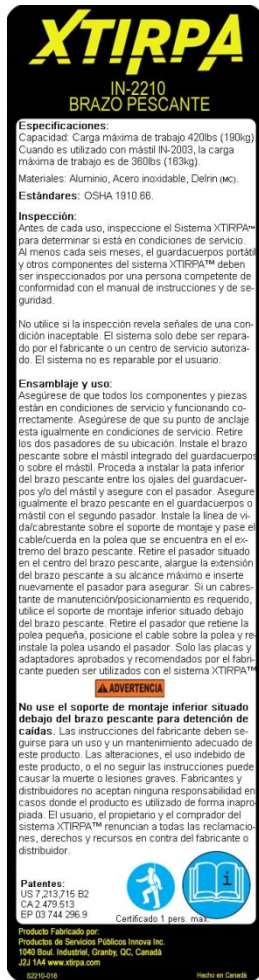 XTIRPA
IN-2210
BRAZO PESCANTE
Especificaciones:
Capacidad: Carga máxima de trabajo 420lbs (190kg)
Cuando es utilizado con mástil IN-2003, la carga
máxima de trabajo es de 360lbs (163kg).
Materiales: Aluminio, Acero inoxidable, Delrin (MC).
Estándares: OSHA 1910.66.
Inspección:
Antes de cada uso, inspeccione el Sistema XTIRPA™
para determinar si está en condiciones de servicio.
Al menos cada seis meses, el guardacuerpos portátil
y otros componentes del sistema XTIRPA™ deben
ser inspeccionados por una persona competente de
conformidad con el manual de instrucciones y de se-
guridad.
No utilice si la inspección revela señales de una con-
dición inaceptable. El sistema solo debe ser repara-
do por el fabricante o un centro de servicio autoriza-
do. El sistema no es reparable por el usuario.
Ensamblaje y uso:
Asegúrese de que todos los componentes y piezas
están en condiciones de servicio y funcionando co-
rrectamente. Asegúrese de que su punto de anclaje
esta igualmente en condiciones de servicio. Retire
los dos pasadores de su ubicación. Instale el brazo
pescante sobre el mástil integrado del guardacuerpos
o sobre el mástil. Proceda a instalar la pata inferior
del brazo pescante entre los ojales del guardacuer-
pos y/o del mástil y asegure con el pasador. Asegure
igualmente el brazo pescante en el guardacuerpos o
mástil con el segundo pasador. Instale la línea de vi-
da/cabrestante sobre el soporte de montaje y pase el
cable/cuerda en la polea que se encuentra en el ex-
tremo del brazo pescante. Retire el pasador situado
en el centro del brazo pescante, alargue la extensión
del brazo pescante a su alcance máximo e inserte
nuevamente el pasador para asegurar. Si un cabres-
tante de manutención/posicionamiento es requerido,
utilice el soporte de montaje inferior situado debajo
del brazo pescante. Retire el pasador que retiene la
polea pequeña, posicione el cable sobre la polea y re-
instale la polea usando el pasador. Solo las placas y
adaptadores aprobados y recomendados por el fabri-
cante pueden ser utilizados con el sistema XTIRPA™
ADVERTENCIA
No use el soporte de montaje inferior situado
debajo del brazo pescante para detención de
caídas. Las instrucciones del fabricante deben se-
guirse para un uso y un mantenimiento adecuado de
este producto. Las alteraciones, el uso indebido de
este producto, o el no seguir las instrucciones puede
causar la muerte o lesiones graves. Fabricantes y
distribuidores no aceptan ninguna responsabilidad en
casos donde el producto es utilizado de forma inapro-
piada. El usuario, el propietario y el comprador del
sistema XTIRPA™ renuncian a todas las reclamacio-
nes, derechos y recursos en contra del fabricante o
distribuidor.
Patentes:
US 7,213,715 B2
CA 2.479.513
EP 03 744 296.9
Certificado 1 pers. max.
Producto Fabricado por:
Productos de Servicios Públicos Innova Inc.
1040 Boul. Industriel, Granby, QC, Canadá
J2J 1A4 www.xtirpa.com
S2210-018
Hecho en Canadá